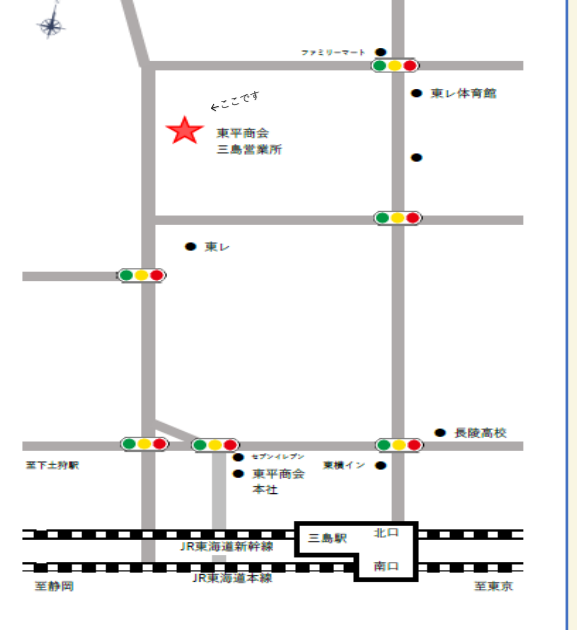 ファミリーマート
東レ体育館
←ここです
東平商会
三島営業所
東レ
長陵高校
セブンイレブン
東横イン
至下土狩駅
東平商会
本社
北口
三島駅
JR東海道新幹線
南口
JR東海道本線
至静岡
至東京